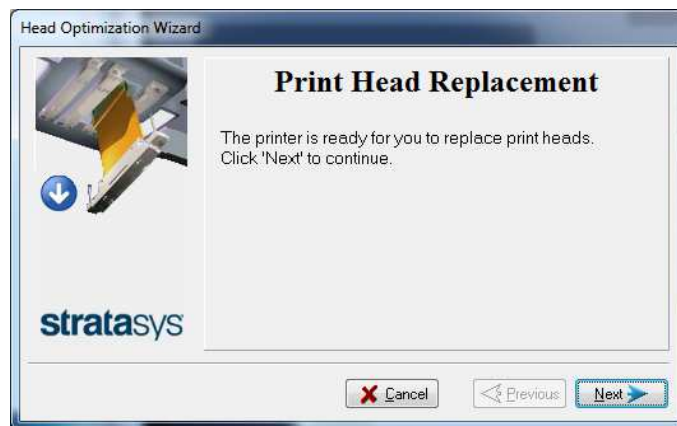 Head Optimization Wizard
Print Head Replacement
The printer is ready for you to replace print heads.
Click 'Next' to continue.
stratasys
Cancel
Previous
Next